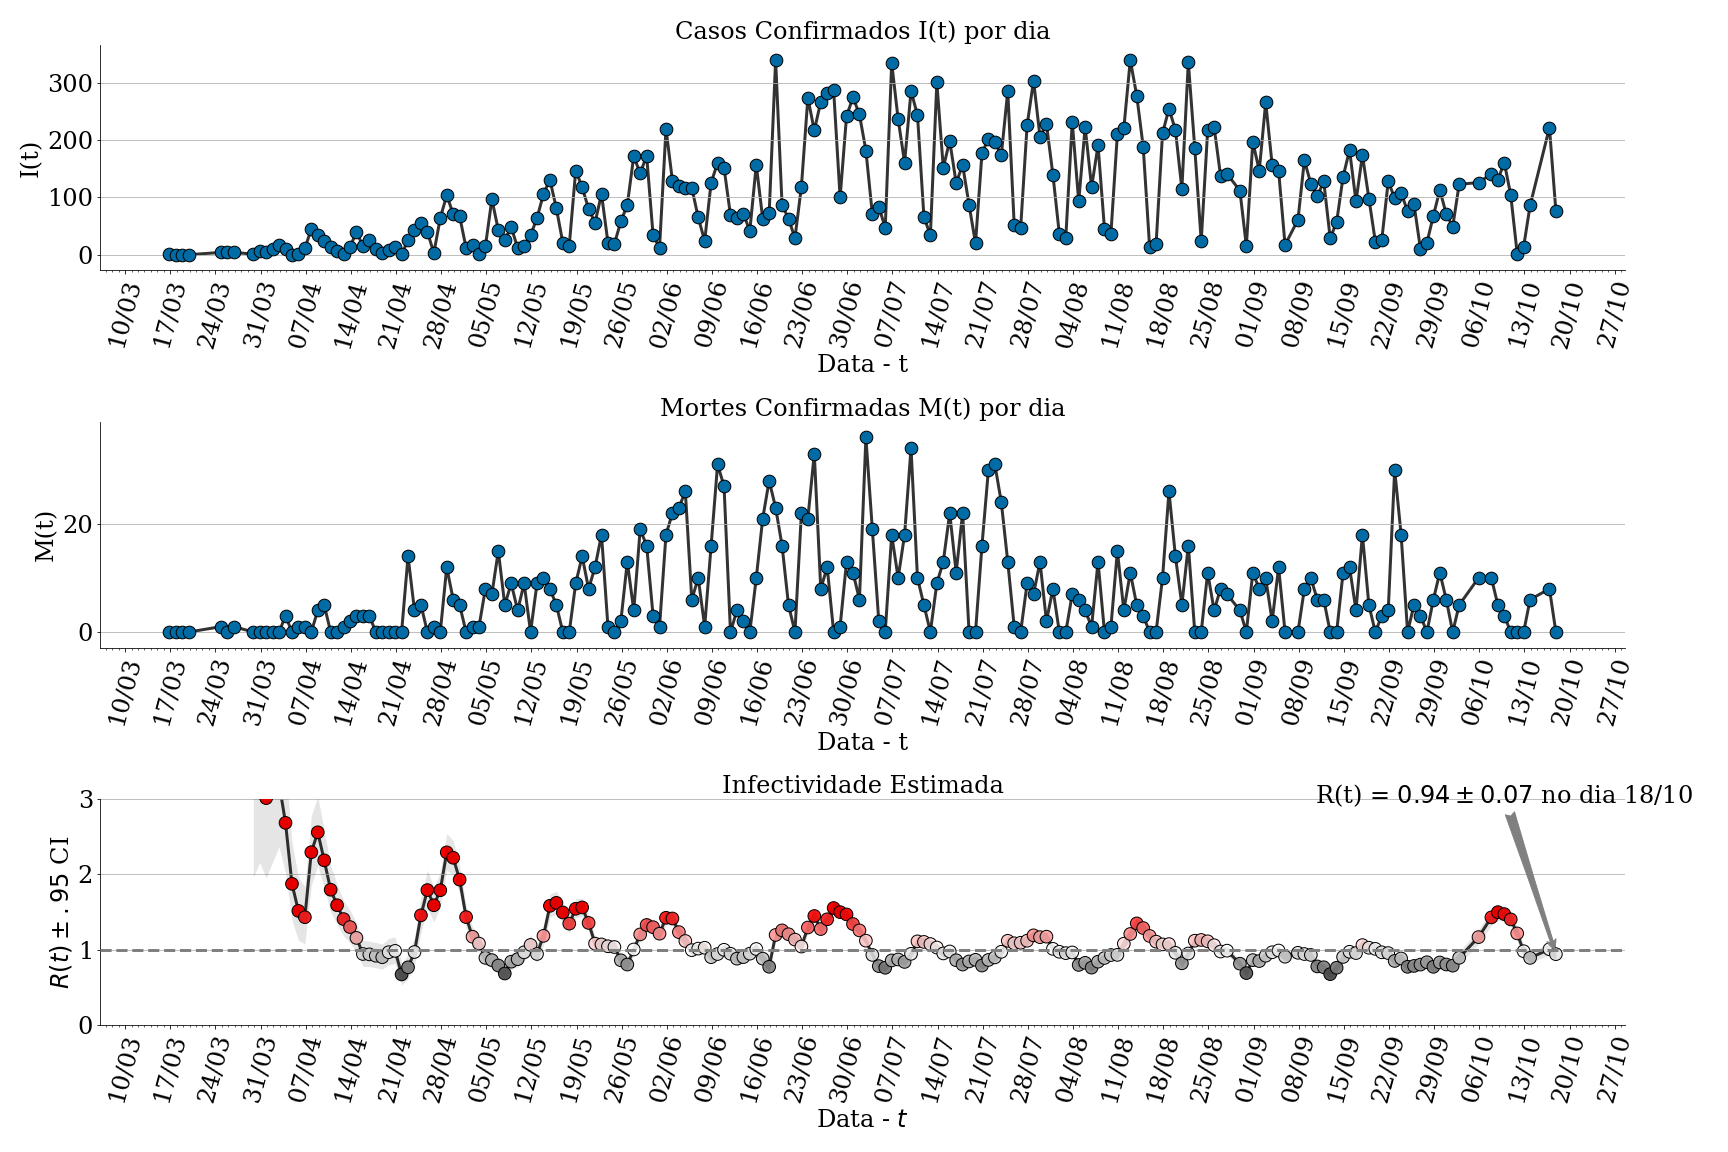 Casos Confirmados I(t) por dia
I(t)
300
200
100
0
10/03 17/03 24/03 31/03 07/04 14/04 21/04 28/04 05/05 12/05 19/05 26/05 02/06 09/06 16/06 23/06 30/06 07/07 14/07 21/07 28/07 04/08 11/08 18/08 25/08 01/09 08/09 15/09 22/09 29/09 06/10 13/10 20/10 27/10
Data - t
Mortes Confirmadas M(t) por dia
M(t)
20
0
10/03 17/03 24/03 31/03 07/04 14/04 21/04 28/04 05/05 12/05 19/05 26/05 02/06 09/06 16/06 23/06 30/06 07/07 14/07 21/07 28/07 04/08 11/08 18/08 25/08 01/09 08/09 15/09 22/09 29/09 06/10 13/10 20/10 27/10
Data - t
Infectividade Estimada
R(t) = 0.94 ± 0.07 no dia 18/10
R(t) ± .95 CI
3
2
1
0
10/03 17/03 24/03 31/03 07/04 14/04 21/04 28/04 05/05 12/05 19/05 26/05 02/06 09/06 16/06 23/06 30/06 07/07 14/07 21/07 28/07 04/08 11/08 18/08 25/08 01/09 08/09 15/09 22/09 29/09 06/10 13/10 20/10 27/10
Data - t